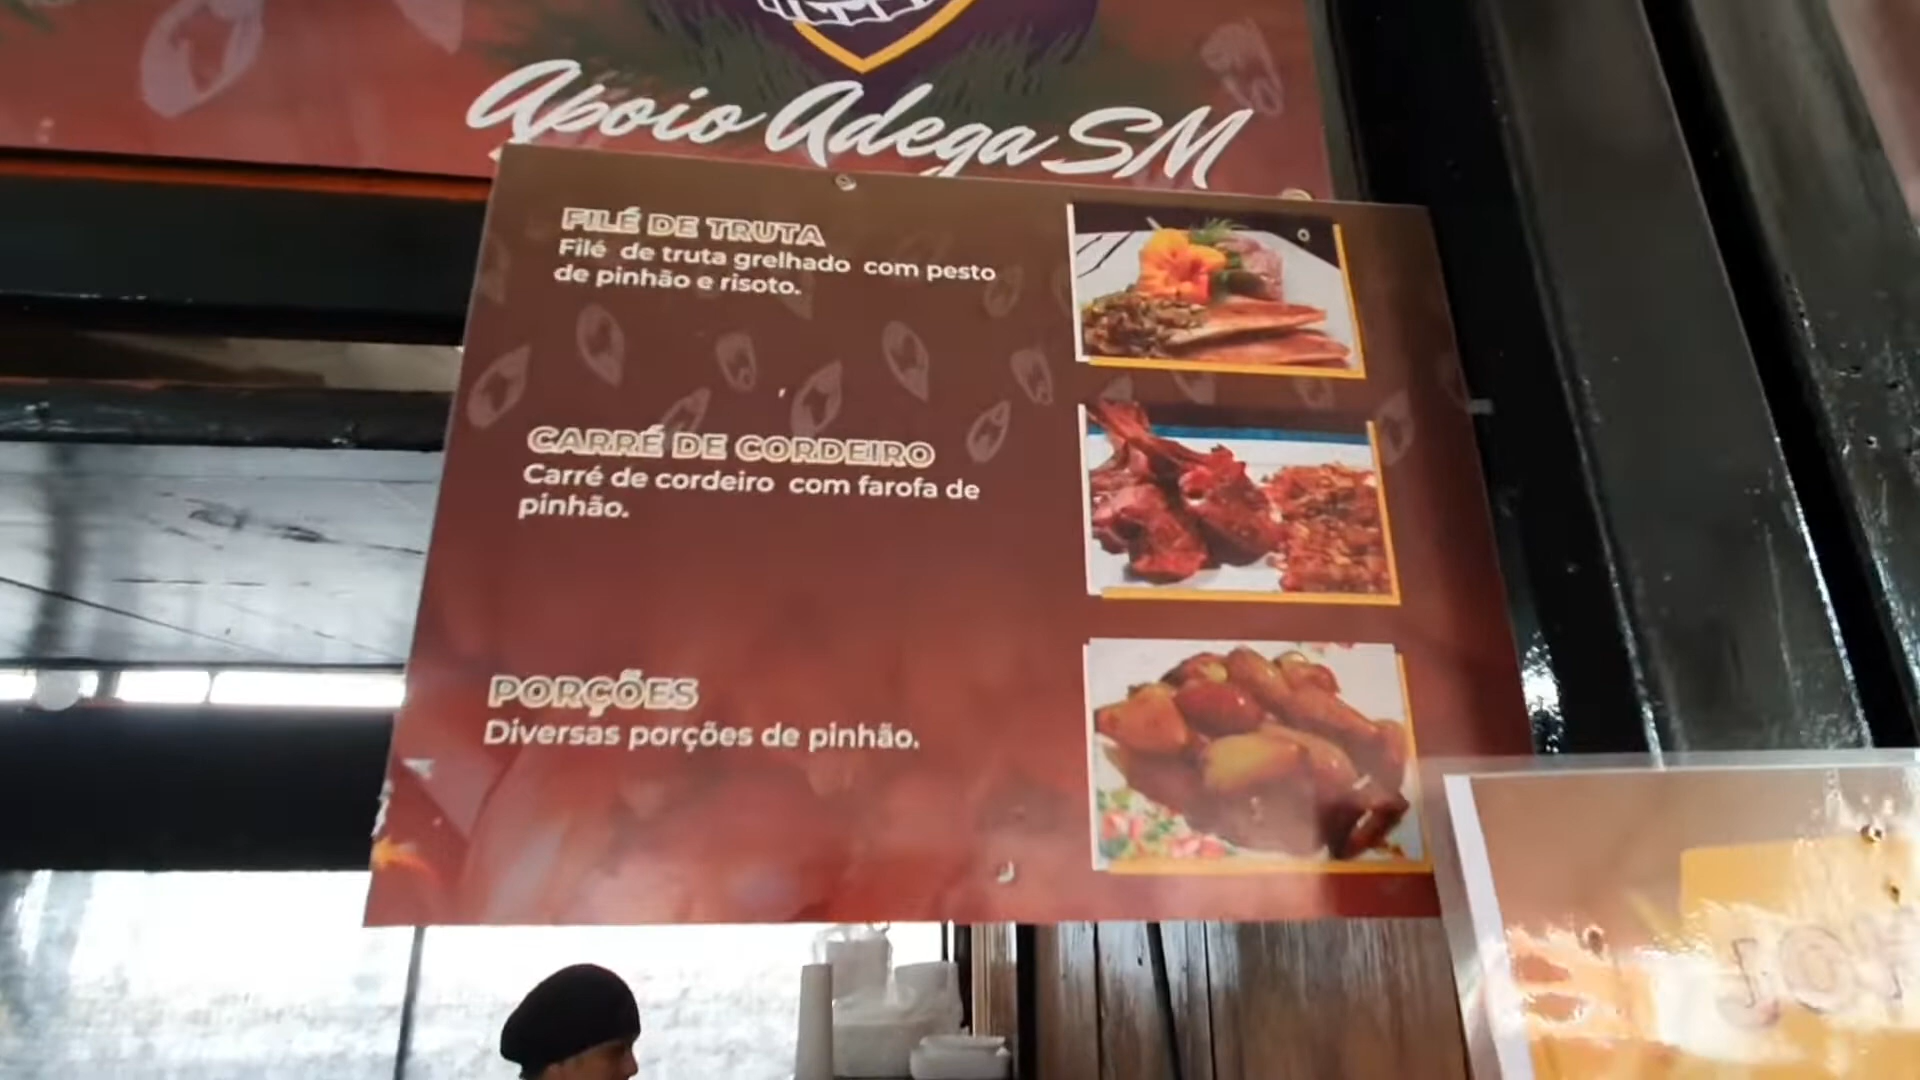 Apoio Adega SM
FILÉ DE TRUTA
Filé de truta grelhado com pesto
de pinhão e risoto.
CARRÉ DE CORDEIRO
Carré de cordeiro com farofa de
pinhão.
PORÇÕES
Diversas porções de pinhão.